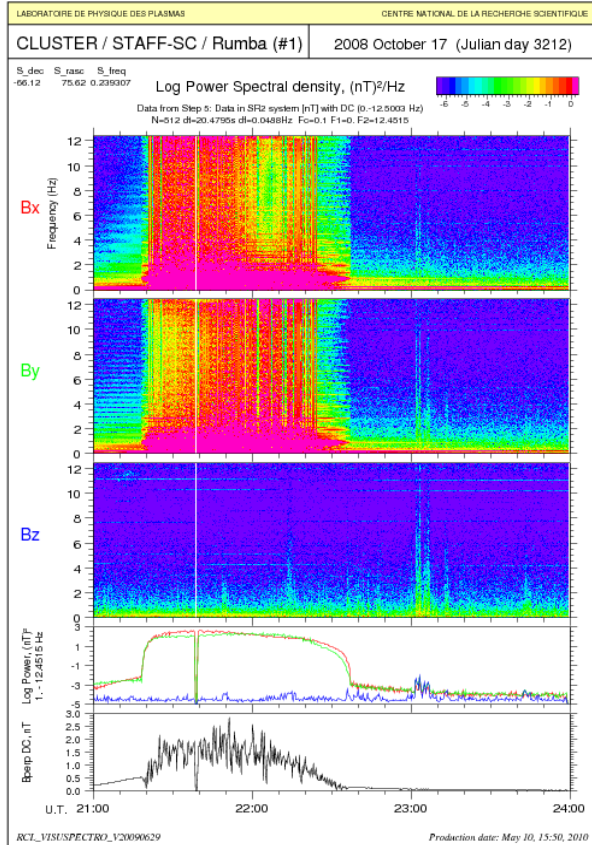 LABORATOIRE DE PHYSIQUE DES PLASMAS CENTRE NATIONAL DE LA RECHERCHE SCIENTIFIQUE
CLUSTER / STAFF-SC / Rumba (#1) 2008 October 17 (Julian day 3212)
S_dec S_rasc S_freq
-66.12 75.62 0.239307
Log Power Spectral density, (nT)²/Hz
-6 -5 -4 -3 -2 -1 0
Data from Step 5: Data in SR2 system [nT] with DC (0.-12.5003 Hz)
N=512 dt=20.4795s df=0.0488Hz Fc=0.1 F1=0. F2=12.4515
Bx
Frequency (Hz)
12
10
8
6
4
2
0
By
12
10
8
6
4
2
0
Bz
12
10
8
6
4
2
0
Log Power, (nT)²
1. - 12.4515 Hz
3
1
-1
-3
-5
Bperp DC, nT
3.0
2.5
2.0
1.5
1.0
0.5
0.0
U.T. 21:00 22:00 23:00 24:00
RCL_VISUSPECTRO_V20090629 Production date: May 10, 15:50, 2010